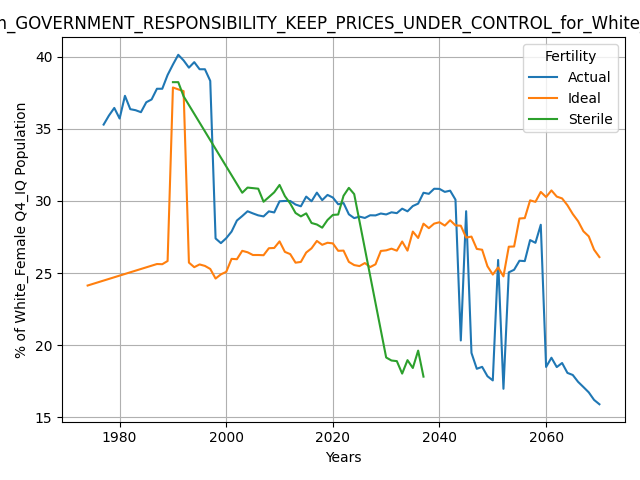 n_GOVERNMENT_RESPONSIBILITY_KEEP_PRICES_UNDER_CONTROL_for_White
Fertility
Actual
Ideal
Sterile
% of White_Female Q4_IQ Population
40
35
30
25
20
15
1980 2000 2020 2040 2060
Years